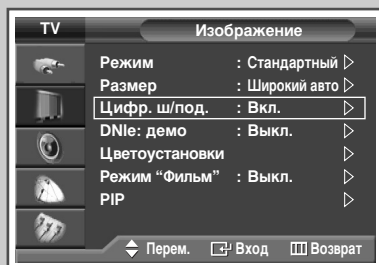 TV Изображение
Режим : Стандартный
Размер : Широкий авто
Цифр. ш/под. : Вкл.
DNIe: демо : Выкл.
Цветоустановки
Режим “Фильм” : Выкл.
PIP
Перем. Вход Возврат